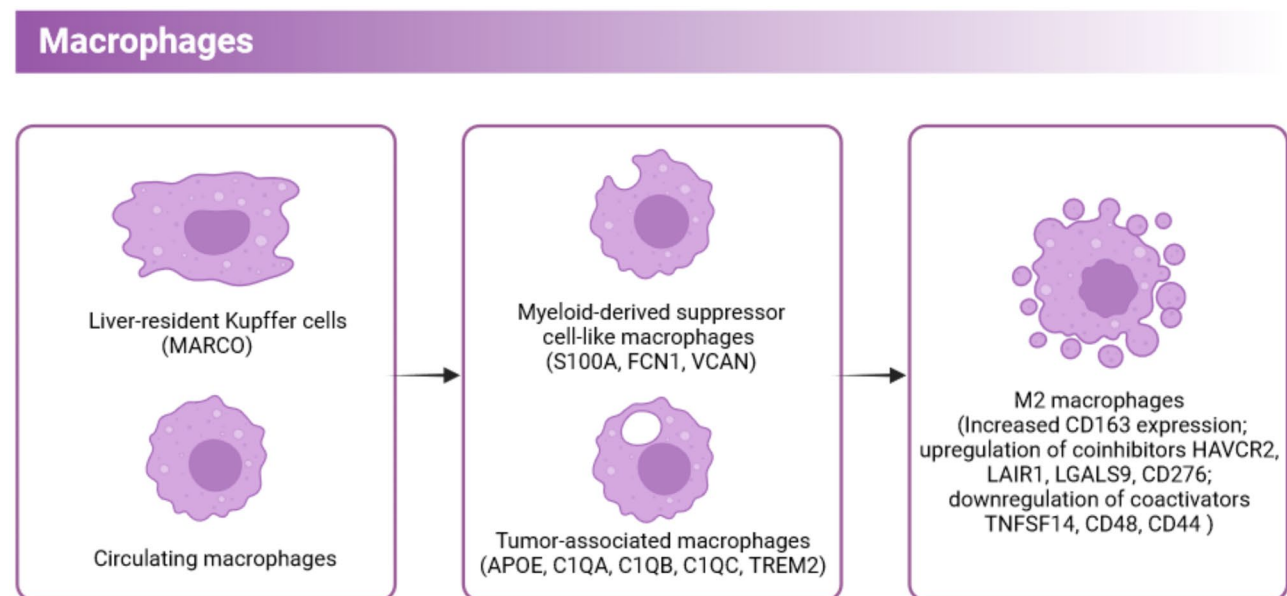 Macrophages
Liver-resident Kupffer cells
(MARCO)
Circulating macrophages
Myeloid-derived suppressor
cell-like macrophages
(S100A, FCN1, VCAN)
Tumor-associated macrophages
(APOE, C1QA, C1QB, C1QC, TREM2)
M2 macrophages
(Increased CD163 expression;
upregulation of coinhibitors HAVCR2,
LAIR1, LGALS9, CD276;
downregulation of coactivators
TNFSF14, CD48, CD44 )